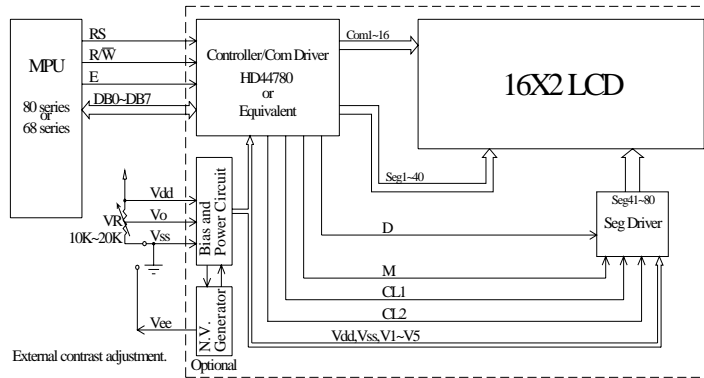 MPU
80 series
or
68 series
RS
R/W̅
E
DB0~DB7
Controller/Com Driver
HD44780
or
Equivalent
Com1~16
16X2 LCD
Seg1~40
Seg41~80
Seg Driver
D
M
CL1
CL2
Vdd,Vss,V1~V5
Vdd
Vo
Vss
VR
10K~20K
Bias and
Power Circuit
N.V.
Generator
Optional
Vee
External contrast adjustment.